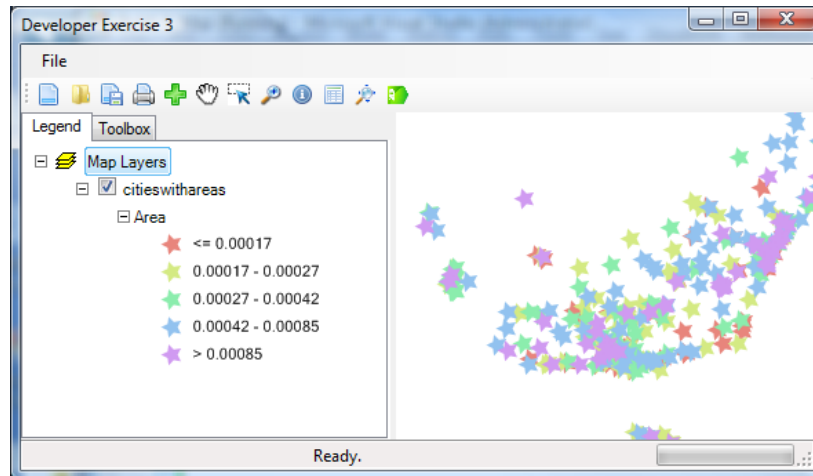 Developer Exercise 3
File
Legend Toolbox
Map Layers
citieswithareas
Area
<= 0.00017
0.00017 - 0.00027
0.00027 - 0.00042
0.00042 - 0.00085
> 0.00085
Ready.